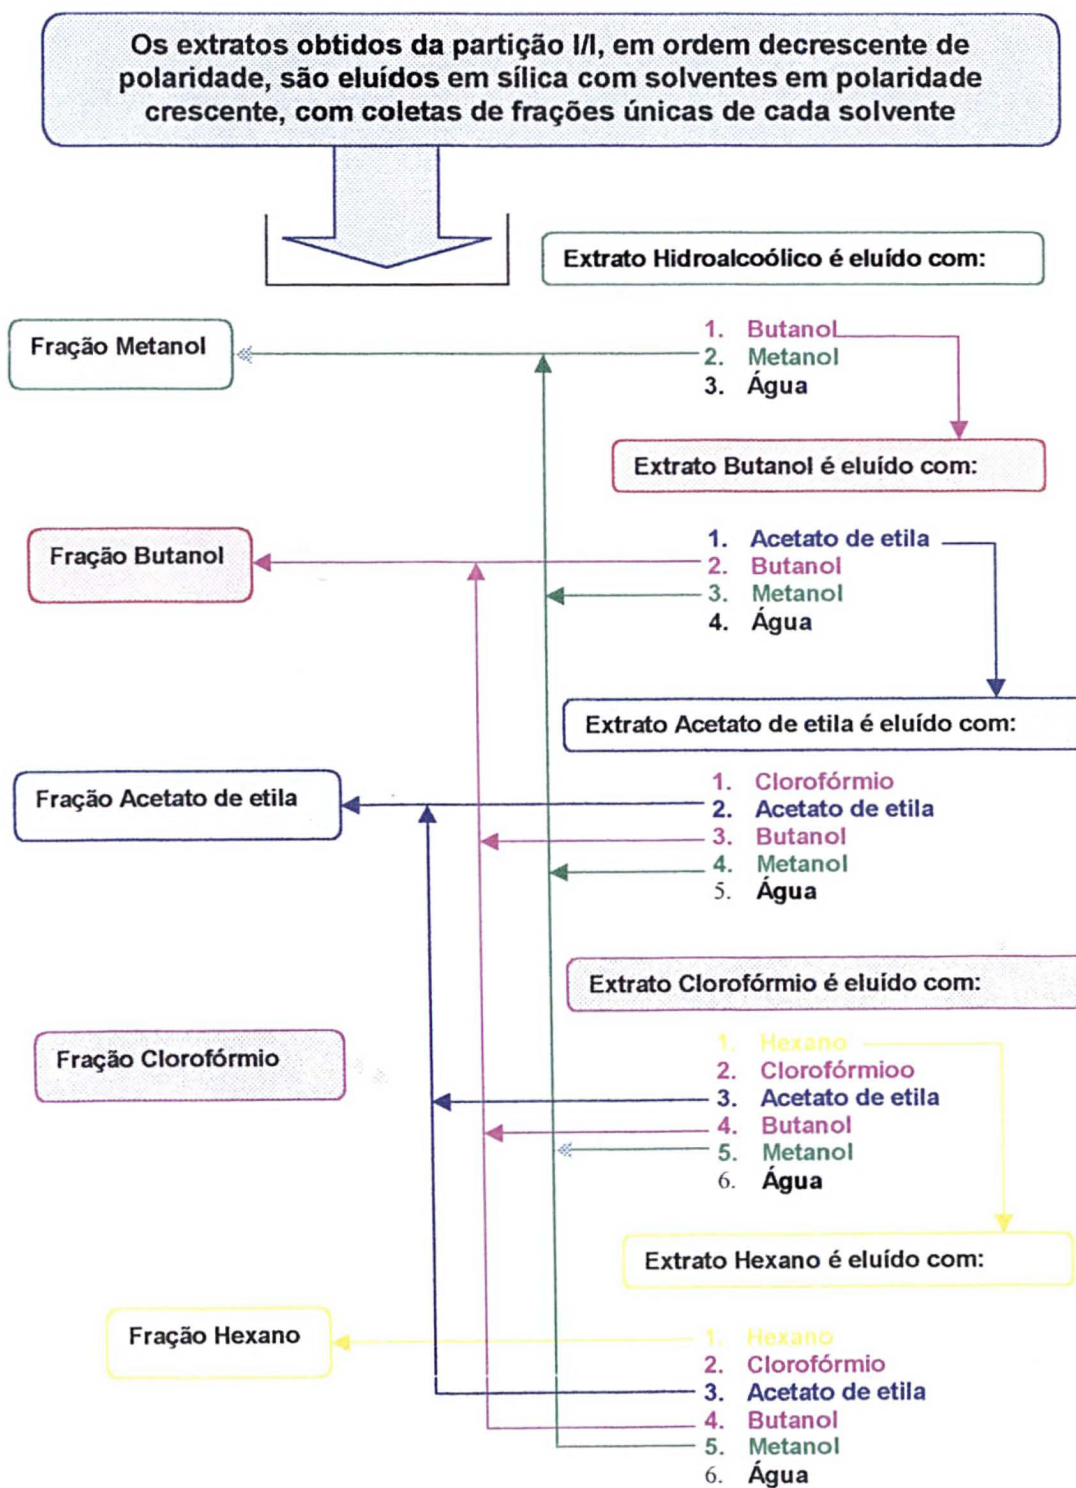 Os extratos obtidos da partição l/l, em ordem decrescente de
polaridade, são eluídos em sílica com solventes em polaridade
crescente, com coletas de frações únicas de cada solvente
Extrato Hidroalcoólico é eluído com:
Fração Metanol
1. Butanol
2. Metanol
3. Água
Extrato Butanol é eluído com:
Fração Butanol
1. Acetato de etila
2. Butanol
3. Metanol
4. Água
Extrato Acetato de etila é eluído com:
Fração Acetato de etila
1. Clorofórmio
2. Acetato de etila
3. Butanol
4. Metanol
5. Água
Extrato Clorofórmio é eluído com:
Fração Clorofórmio
1. Hexano
2. Clorofórmioo
3. Acetato de etila
4. Butanol
5. Metanol
6. Água
Extrato Hexano é eluído com:
Fração Hexano
1. Hexano
2. Clorofórmio
3. Acetato de etila
4. Butanol
5. Metanol
6. Água